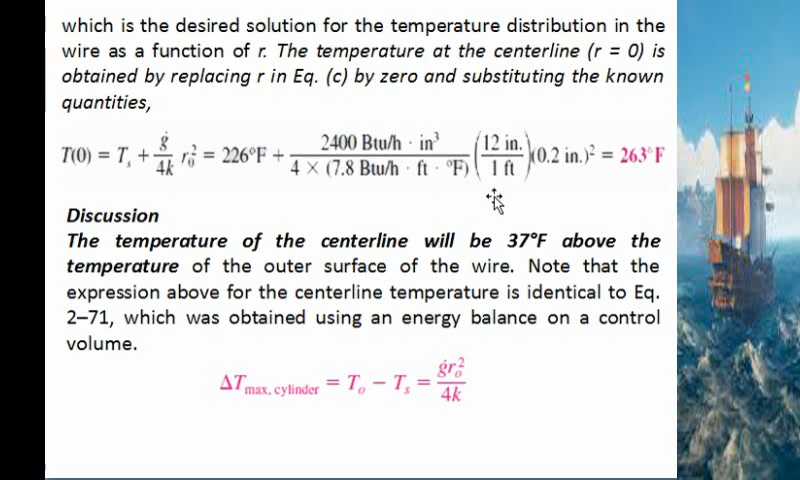 which is the desired solution for the temperature distribution in the
wire as a function of r. The temperature at the centerline (r = 0) is
obtained by replacing r in Eq. (c) by zero and substituting the known
quantities,
T(0) = Tₛ + ġ/4k rₒ² = 226°F + 2400 Btu/h · in³ / 4 × (7.8 Btu/h · ft · °F) (12 in. / 1 ft)(0.2 in.)² = 263°F
Discussion
The temperature of the centerline will be 37°F above the
temperature of the outer surface of the wire. Note that the
expression above for the centerline temperature is identical to Eq.
2–71, which was obtained using an energy balance on a control
volume.
ΔT max, cylinder = Tₒ − Tₛ = ġrₒ²/4k